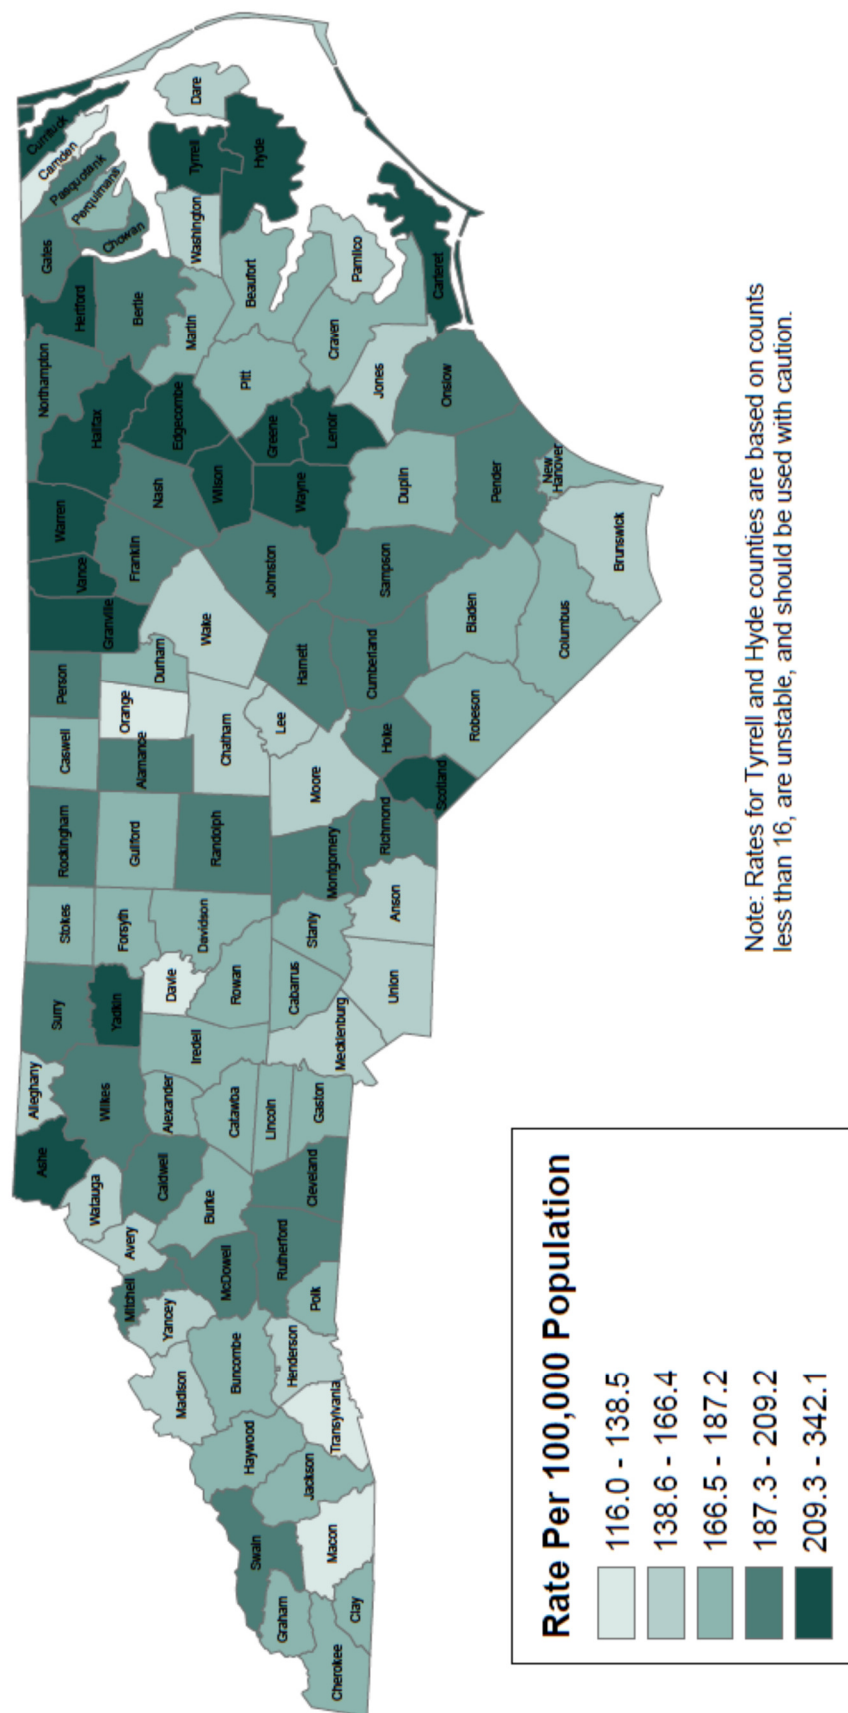 Cherokee
Graham
Clay
Swain
Macon
Jackson
Haywood
Transylvania
Madison
Buncombe
Henderson
Yancey
Mitchell
Avery
McDowell
Polk
Rutherford
Burke
Caldwell
Watauga
Ashe
Cleveland
Alleghany
Wilkes
Alexander
Catawba
Lincoln
Gaston
Surry
Yadkin
Iredell
Davie
Rowan
Cabarrus
Mecklenburg
Stokes
Forsyth
Davidson
Stanly
Union
Anson
Rockingham
Guilford
Randolph
Montgomery
Richmond
Caswell
Alamance
Orange
Chatham
Moore
Lee
Hoke
Scotland
Person
Durham
Wake
Harnett
Cumberland
Robeson
Granville
Vance
Warren
Franklin
Johnston
Sampson
Bladen
Columbus
Brunswick
Northampton
Halifax
Nash
Wilson
Wayne
Duplin
Pender
New
Hanover
Edgecombe
Greene
Lenoir
Jones
Onslow
Hertford
Bertie
Martin
Pitt
Craven
Beaufort
Pamlico
Carteret
Gates
Chowan
Perquimans
Pasquotank
Camden
Currituck
Washington
Tyrrell
Hyde
Dare
Rate Per 100,000 Population
116.0 - 138.5
138.6 - 166.4
166.5 - 187.2
187.3 - 209.2
209.3 - 342.1
Note: Rates for Tyrrell and Hyde counties are based on counts
less than 16, are unstable, and should be used with caution.